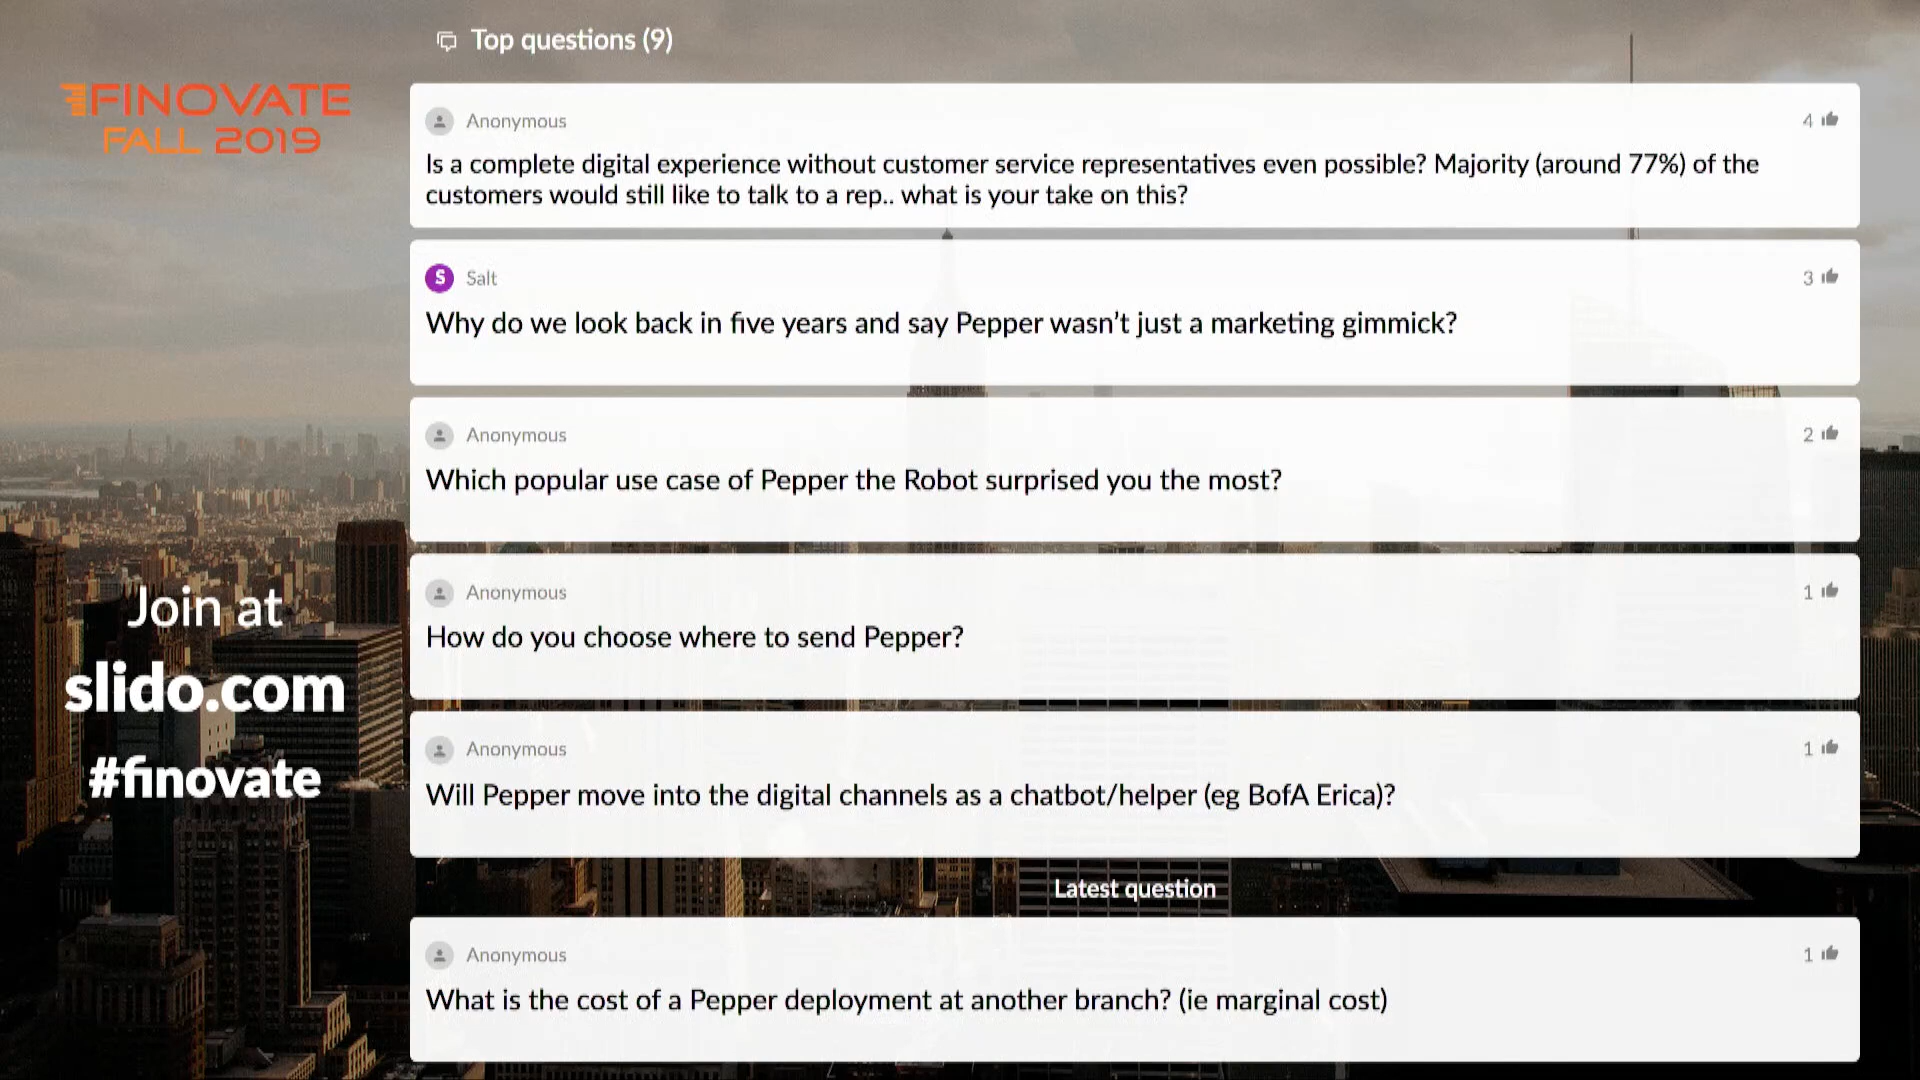 Top questions (9)
FINOVATE
FALL 2019
Anonymous
4
Is a complete digital experience without customer service representatives even possible? Majority (around 77%) of the
customers would still like to talk to a rep.. what is your take on this?
S
Salt
3
Why do we look back in five years and say Pepper wasn’t just a marketing gimmick?
Anonymous
2
Which popular use case of Pepper the Robot surprised you the most?
Anonymous
1
How do you choose where to send Pepper?
Anonymous
1
Will Pepper move into the digital channels as a chatbot/helper (eg BofA Erica)?
Join at
slido.com
#finovate
Latest question
Anonymous
1
What is the cost of a Pepper deployment at another branch? (ie marginal cost)